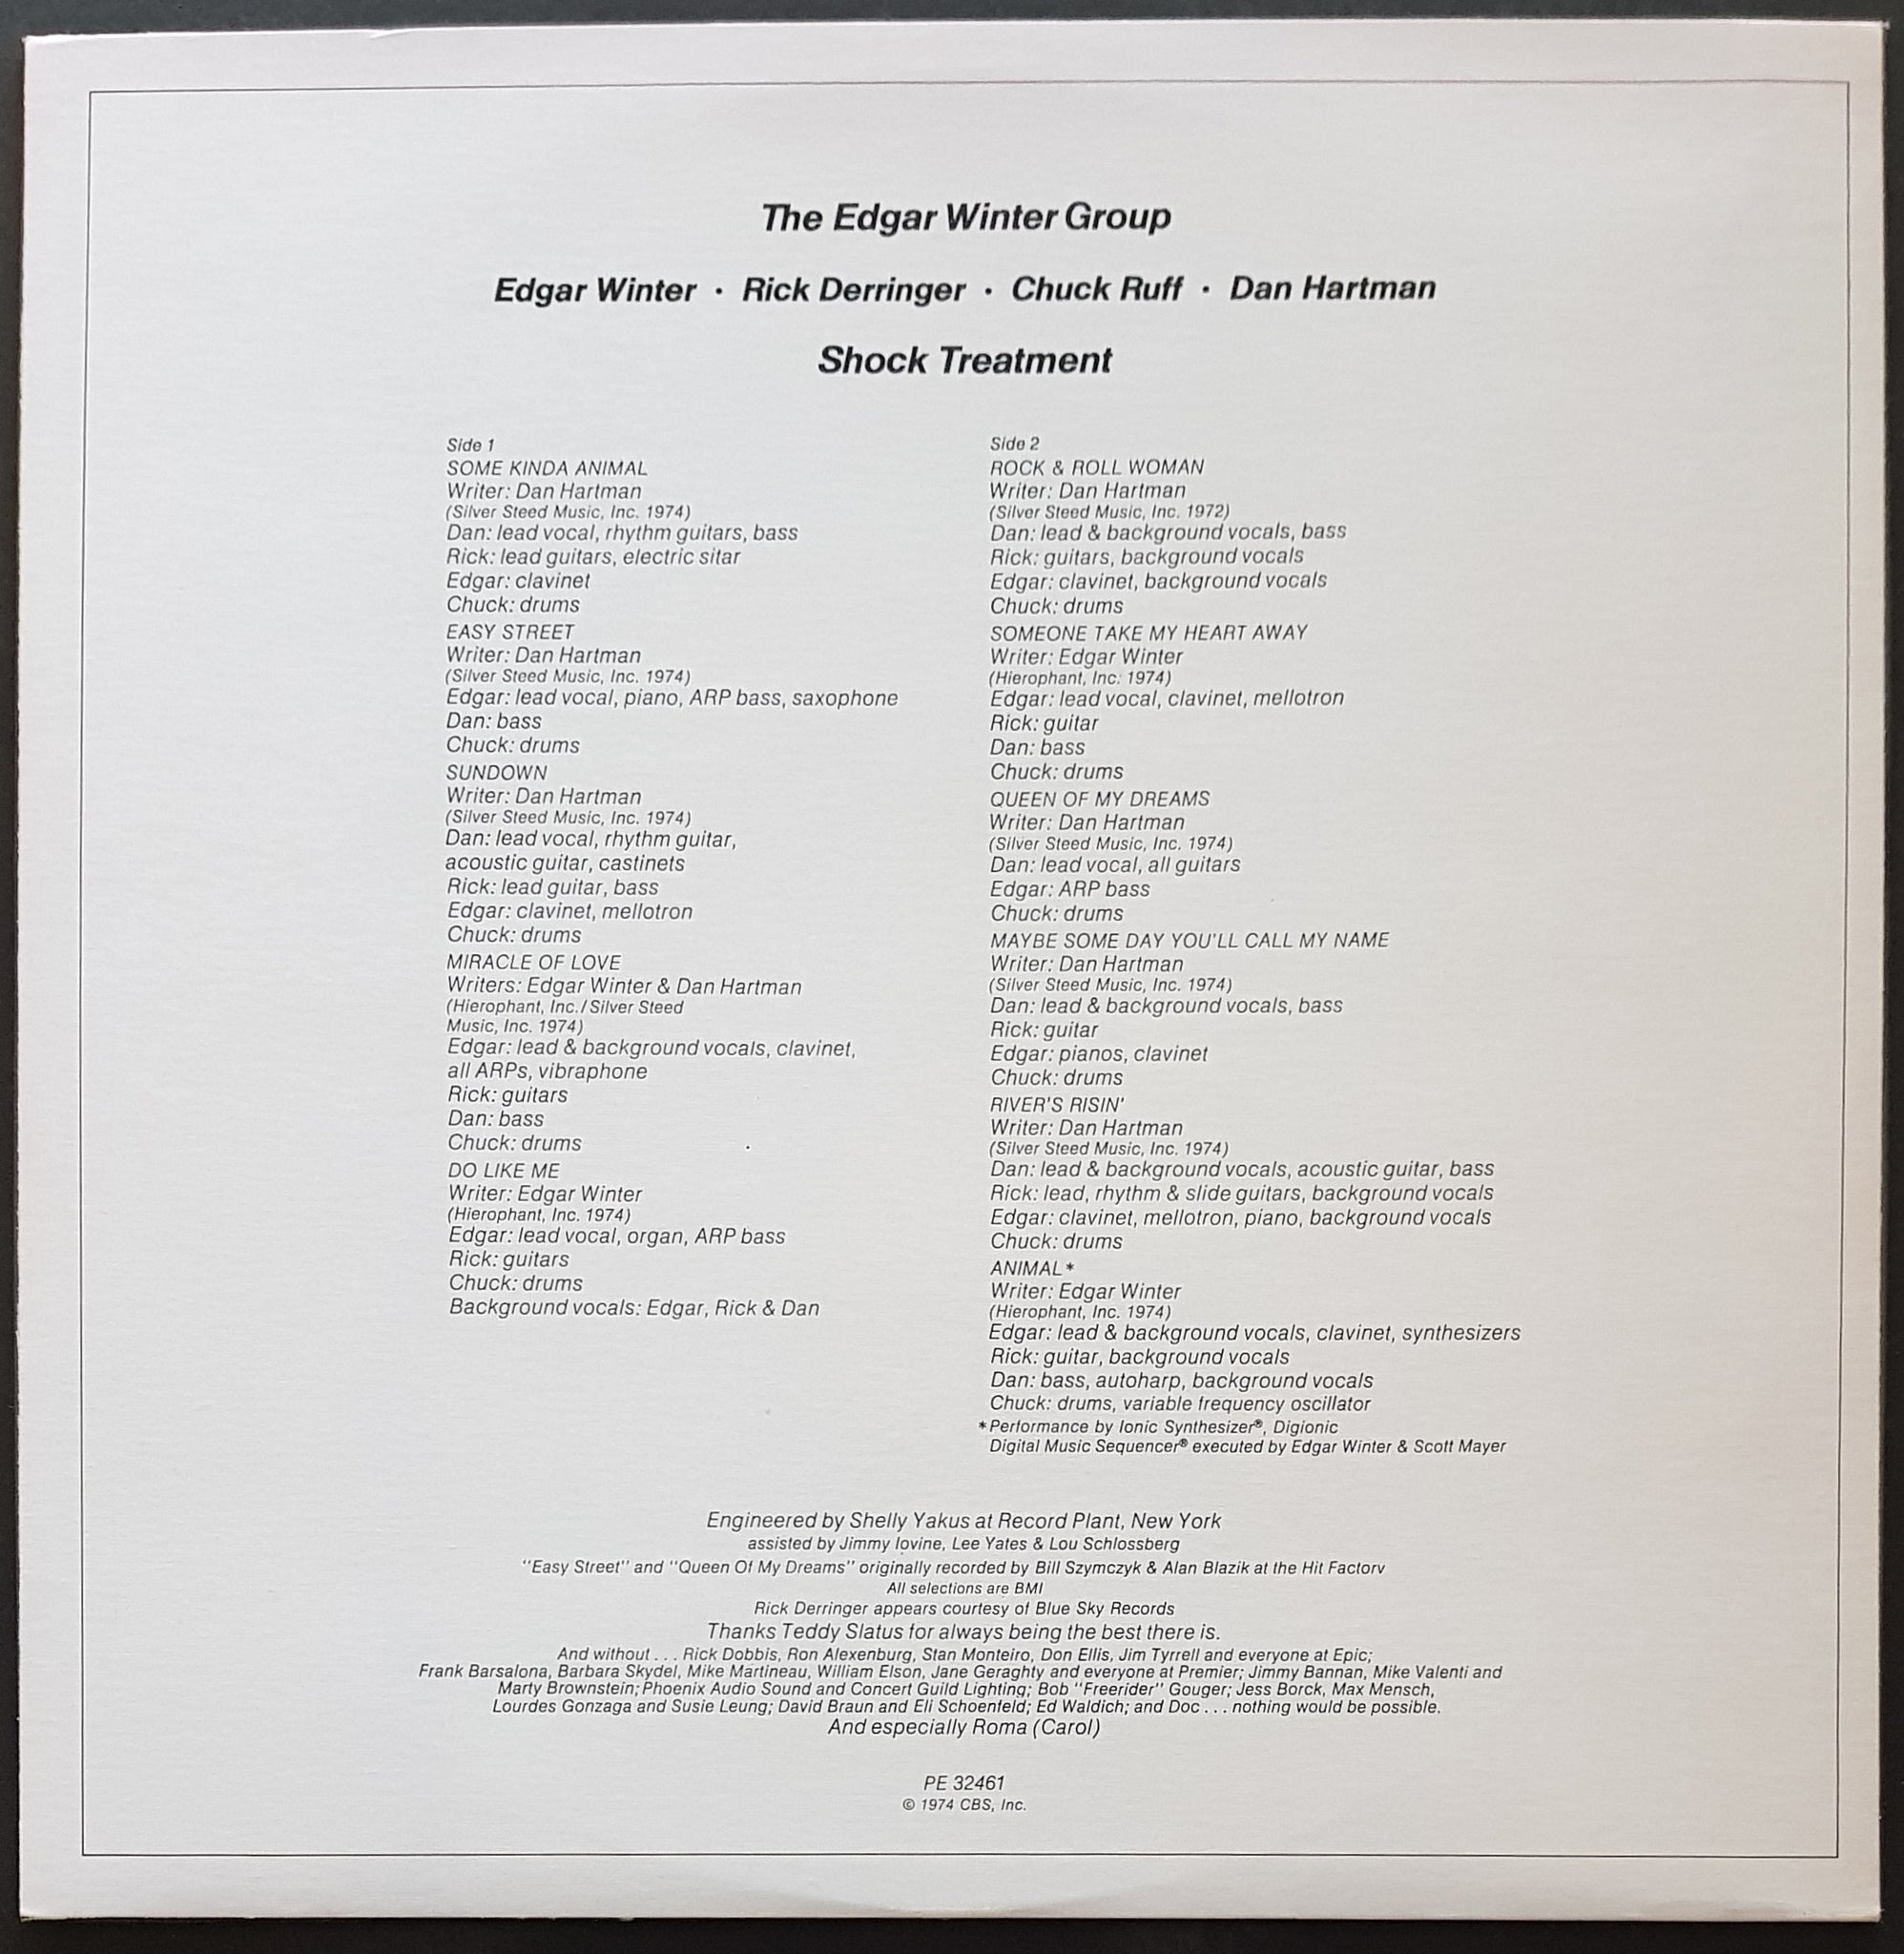 The Edgar Winter Group
Edgar Winter · Rick Derringer · Chuck Ruff · Dan Hartman
Shock Treatment
Side 1
SOME KINDA ANIMAL
Writer: Dan Hartman
(Silver Steed Music, Inc. 1974)
Dan: lead vocal, rhythm guitars, bass
Rick: lead guitars, electric sitar
Edgar: clavinet
Chuck: drums
EASY STREET
Writer: Dan Hartman
(Silver Steed Music, Inc. 1974)
Edgar: lead vocal, piano, ARP bass, saxophone
Dan: bass
Chuck: drums
SUNDOWN
Writer: Dan Hartman
(Silver Steed Music, Inc. 1974)
Dan: lead vocal, rhythm guitar,
acoustic guitar, castinets
Rick: lead guitar, bass
Edgar: clavinet, mellotron
Chuck: drums
MIRACLE OF LOVE
Writers: Edgar Winter & Dan Hartman
(Hierophant, Inc./Silver Steed
Music, Inc. 1974)
Edgar: lead & background vocals, clavinet,
all ARPs, vibraphone
Rick: guitars
Dan: bass
Chuck: drums
DO LIKE ME
Writer: Edgar Winter
(Hierophant, Inc. 1974)
Edgar: lead vocal, organ, ARP bass
Rick: guitars
Chuck: drums
Background vocals: Edgar, Rick & Dan
Side 2
ROCK & ROLL WOMAN
Writer: Dan Hartman
(Silver Steed Music, Inc. 1972)
Dan: lead & background vocals, bass
Rick: guitars, background vocals
Edgar: clavinet, background vocals
Chuck: drums
SOMEONE TAKE MY HEART AWAY
Writer: Edgar Winter
(Hierophant, Inc. 1974)
Edgar: lead vocal, clavinet, mellotron
Rick: guitar
Dan: bass
Chuck: drums
QUEEN OF MY DREAMS
Writer: Dan Hartman
(Silver Steed Music, Inc. 1974)
Dan: lead vocal, all guitars
Edgar: ARP bass
Chuck: drums
MAYBE SOME DAY YOU'LL CALL MY NAME
Writer: Dan Hartman
(Silver Steed Music, Inc. 1974)
Dan: lead & background vocals, bass
Rick: guitar
Edgar: pianos, clavinet
Chuck: drums
RIVER'S RISIN'
Writer: Dan Hartman
(Silver Steed Music, Inc. 1974)
Dan: lead & background vocals, acoustic guitar, bass
Rick: lead, rhythm & slide guitars, background vocals
Edgar: clavinet, mellotron, piano, background vocals
Chuck: drums
ANIMAL*
Writer: Edgar Winter
(Hierophant, Inc. 1974)
Edgar: lead & background vocals, clavinet, synthesizers
Rick: guitar, background vocals
Dan: bass, autoharp, background vocals
Chuck: drums, variable frequency oscillator
*Performance by Ionic Synthesizer®, Digionic
Digital Music Sequencer® executed by Edgar Winter & Scott Mayer
Engineered by Shelly Yakus at Record Plant, New York
assisted by Jimmy Iovine, Lee Yates & Lou Schlossberg
"Easy Street" and "Queen Of My Dreams" originally recorded by Bill Szymczyk & Alan Blazik at the Hit Factory
All selections are BMI
Rick Derringer appears courtesy of Blue Sky Records
Thanks Teddy Slatus for always being the best there is.
And without . . . Rick Dobbis, Ron Alexenburg, Stan Monteiro, Don Ellis, Jim Tyrrell and everyone at Epic;
Frank Barsalona, Barbara Skydel, Mike Martineau, William Elson, Jane Geraghty and everyone at Premier; Jimmy Bannan, Mike Valenti and
Marty Brownstein; Phoenix Audio Sound and Concert Guild Lighting; Bob "Freerider" Gouger; Jess Borck, Max Mensch,
Lourdes Gonzaga and Susie Leung; David Braun and Eli Schoenfeld; Ed Waldich; and Doc . . . nothing would be possible.
And especially Roma (Carol)
PE 32461
© 1974 CBS, Inc.